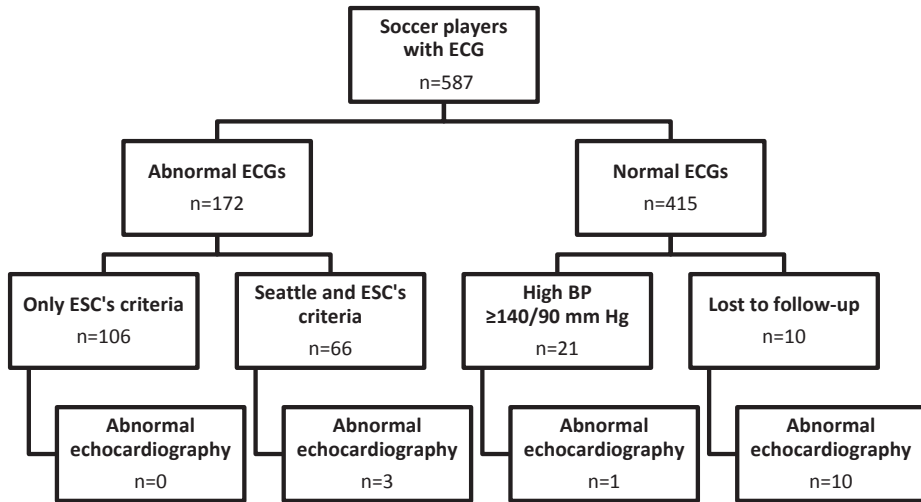 Soccer players
with ECG
n=587
Abnormal ECGs
n=172
Normal ECGs
n=415
Only ESC's criteria
n=106
Seattle and ESC's
criteria
n=66
High BP
≥140/90 mm Hg
n=21
Lost to follow-up
n=10
Abnormal
echocardiography
n=0
Abnormal
echocardiography
n=3
Abnormal
echocardiography
n=1
Abnormal
echocardiography
n=10